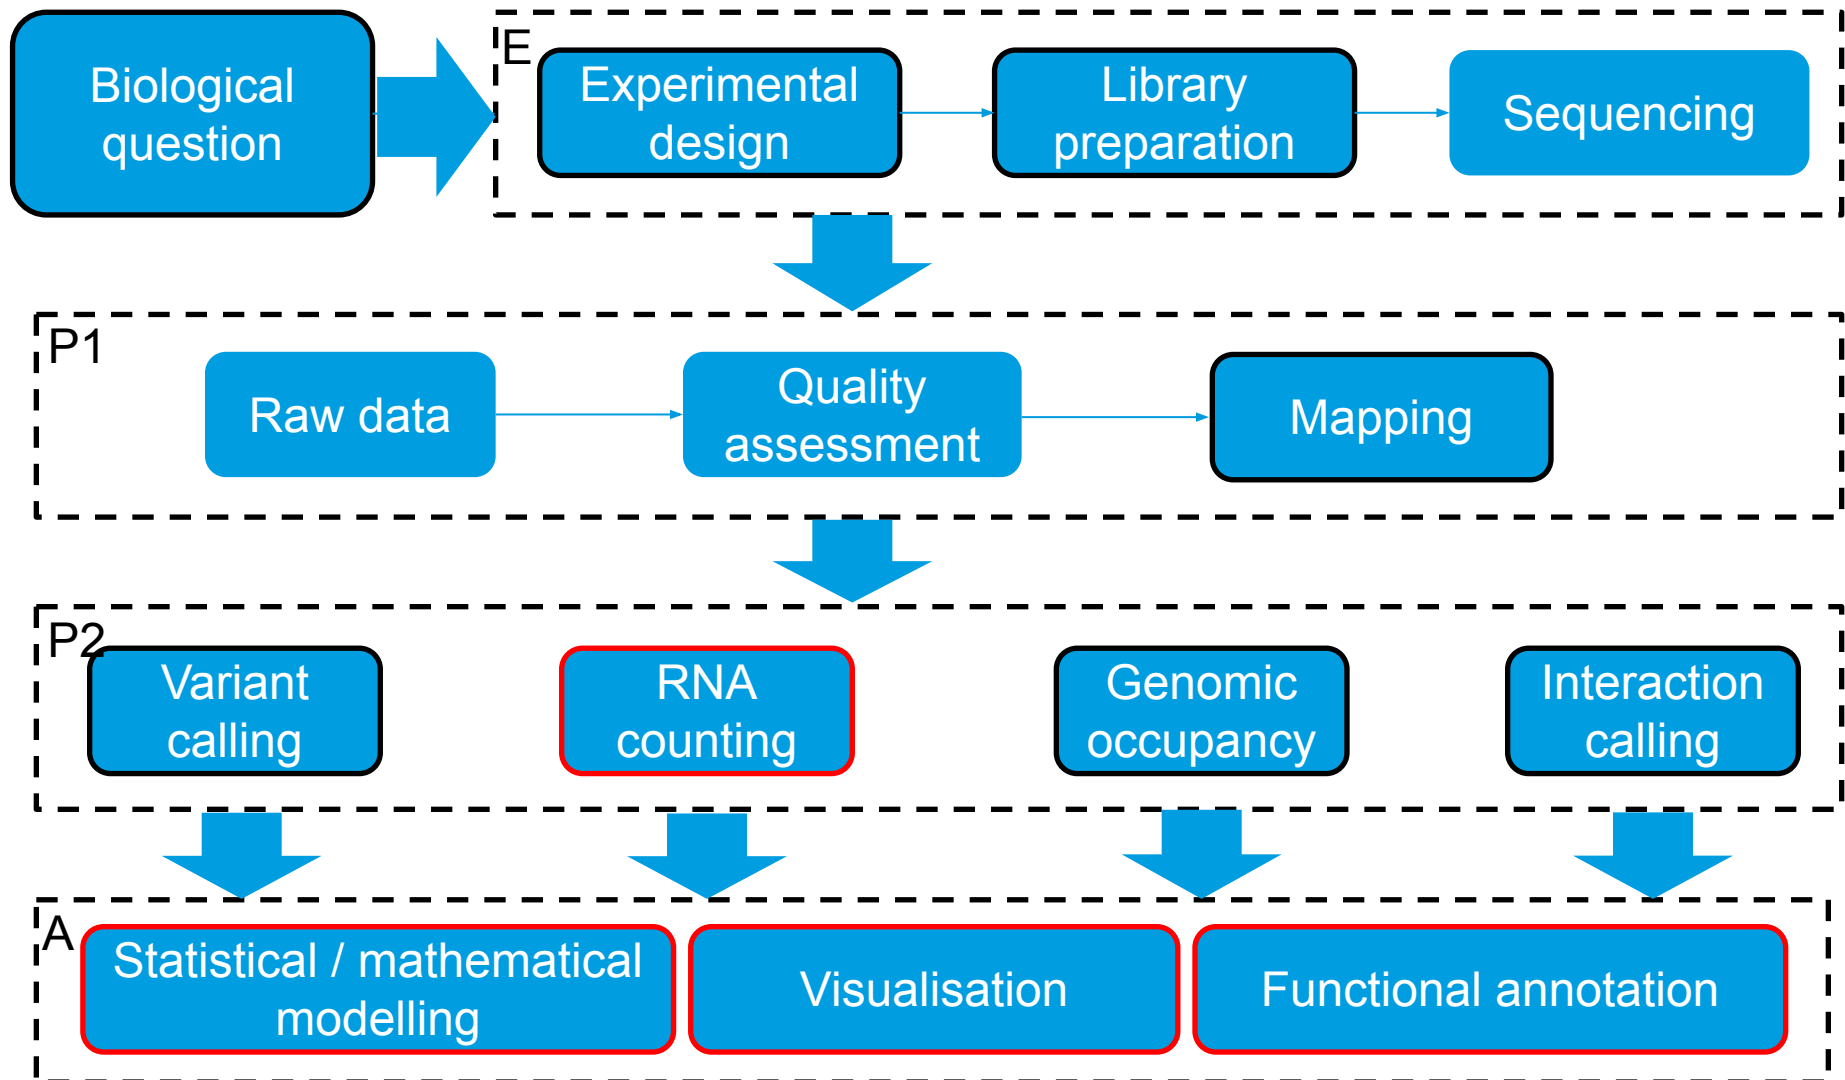 Biological
question
E
Experimental
design
Library
preparation
Sequencing
P1
Raw data
Quality
assessment
Mapping
P2
Variant
calling
RNA
counting
Genomic
occupancy
Interaction
calling
A
Statistical / mathematical
modelling
Visualisation
Functional annotation